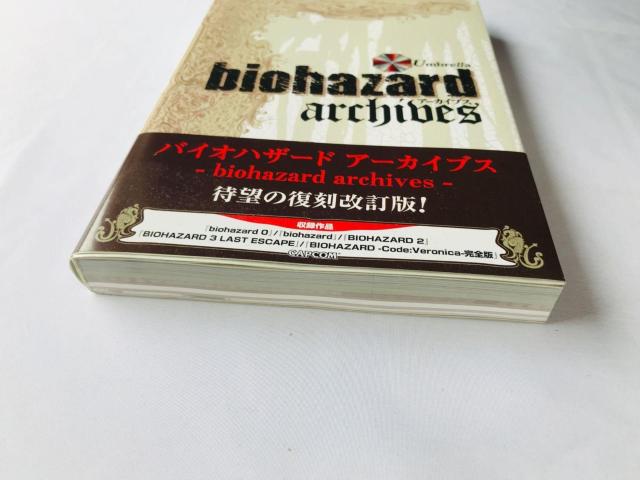 Umbrella
biohazard
archives
アーカイブス
バイオハザード アーカイブス
- biohazard archives -
待望の復刻改訂版!
収録作品
『biohazard 0』/『biohazard』/『BIOHAZARD 2』
『BIOHAZARD 3 LAST ESCAPE』/『BIOHAZARD -Code:Veronica-完全版』
CAPCOM